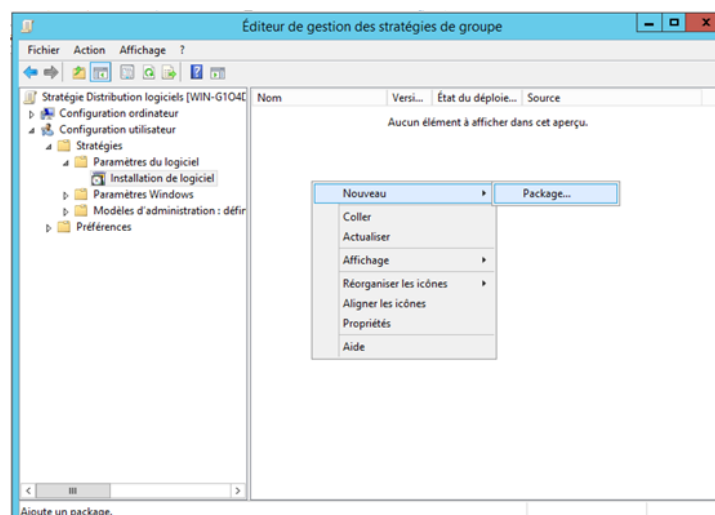 Éditeur de gestion des stratégies de groupe
Fichier Action Affichage ?
Stratégie Distribution logiciels [WIN-G1O4D
Configuration ordinateur
Configuration utilisateur
Stratégies
Paramètres du logiciel
Installation de logiciel
Paramètres Windows
Modèles d'administration : défin
Préférences
Nom Versi... État du déploie... Source
Aucun élément à afficher dans cet aperçu.
Nouveau
Package...
Coller
Actualiser
Affichage
Réorganiser les icônes
Aligner les icônes
Propriétés
Aide
Ajoute un package.